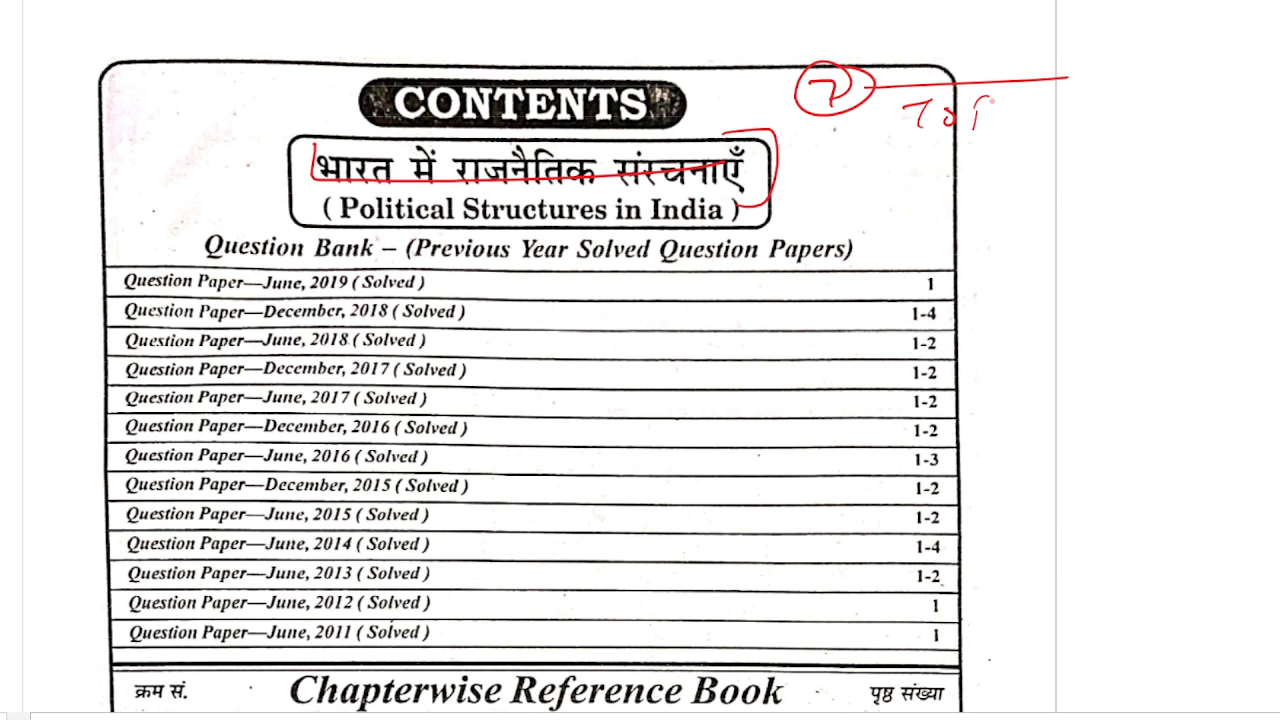 CONTENTS
भारत में राजनैतिक संरचनाएँ
( Political Structures in India )
Question Bank – (Previous Year Solved Question Papers)
Question Paper—June, 2019 ( Solved ) 1
Question Paper—December, 2018 ( Solved ) 1-4
Question Paper—June, 2018 ( Solved ) 1-2
Question Paper—December, 2017 ( Solved ) 1-2
Question Paper—June, 2017 ( Solved ) 1-2
Question Paper—December, 2016 ( Solved ) 1-2
Question Paper—June, 2016 ( Solved ) 1-3
Question Paper—December, 2015 ( Solved ) 1-2
Question Paper—June, 2015 ( Solved ) 1-2
Question Paper—June, 2014 ( Solved ) 1-4
Question Paper—June, 2013 ( Solved ) 1-2
Question Paper—June, 2012 ( Solved ) 1
Question Paper—June, 2011 ( Solved ) 1
क्रम सं. Chapterwise Reference Book पृष्ठ संख्या